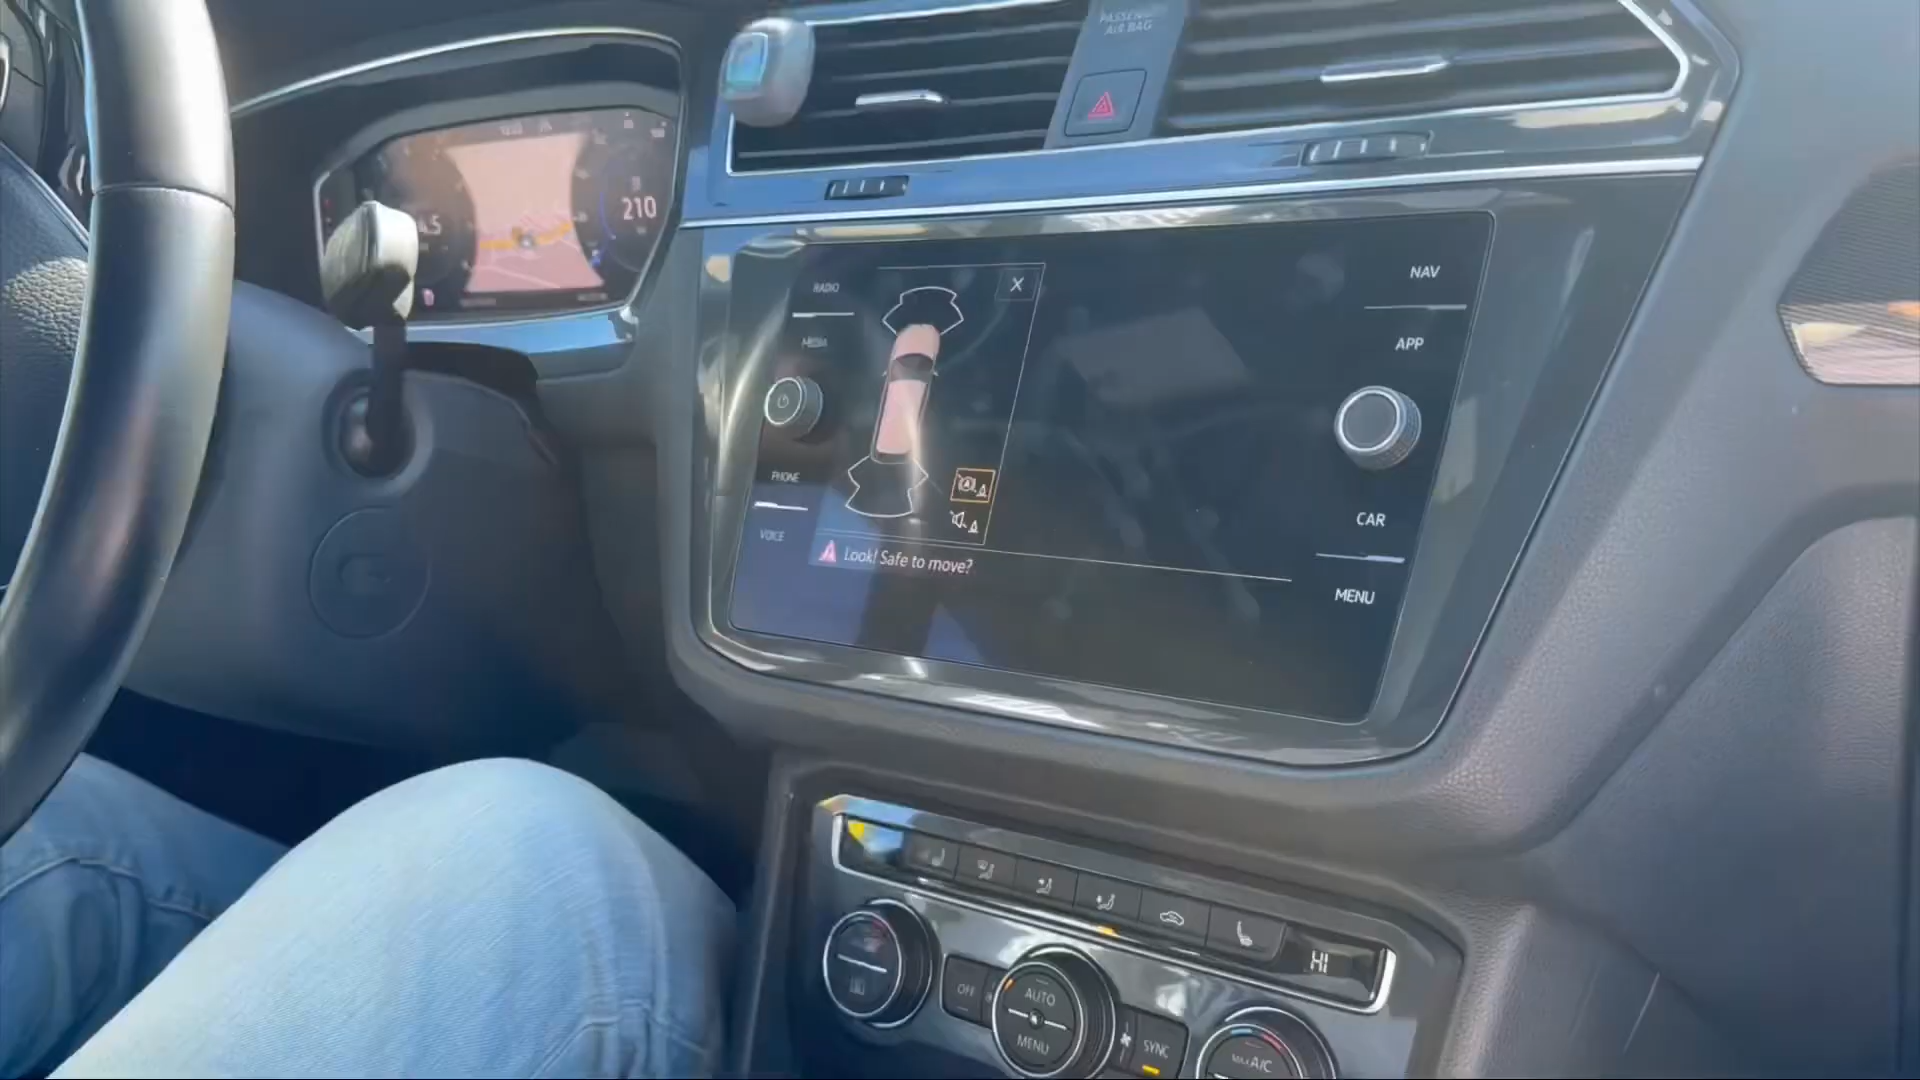 PASSENGER
AIR BAG
210
RADIO
MEDIA
PHONE
VOICE
NAV
APP
CAR
MENU
Look! Safe to move?
HI
OFF
AUTO
MENU
SYNC
A/C